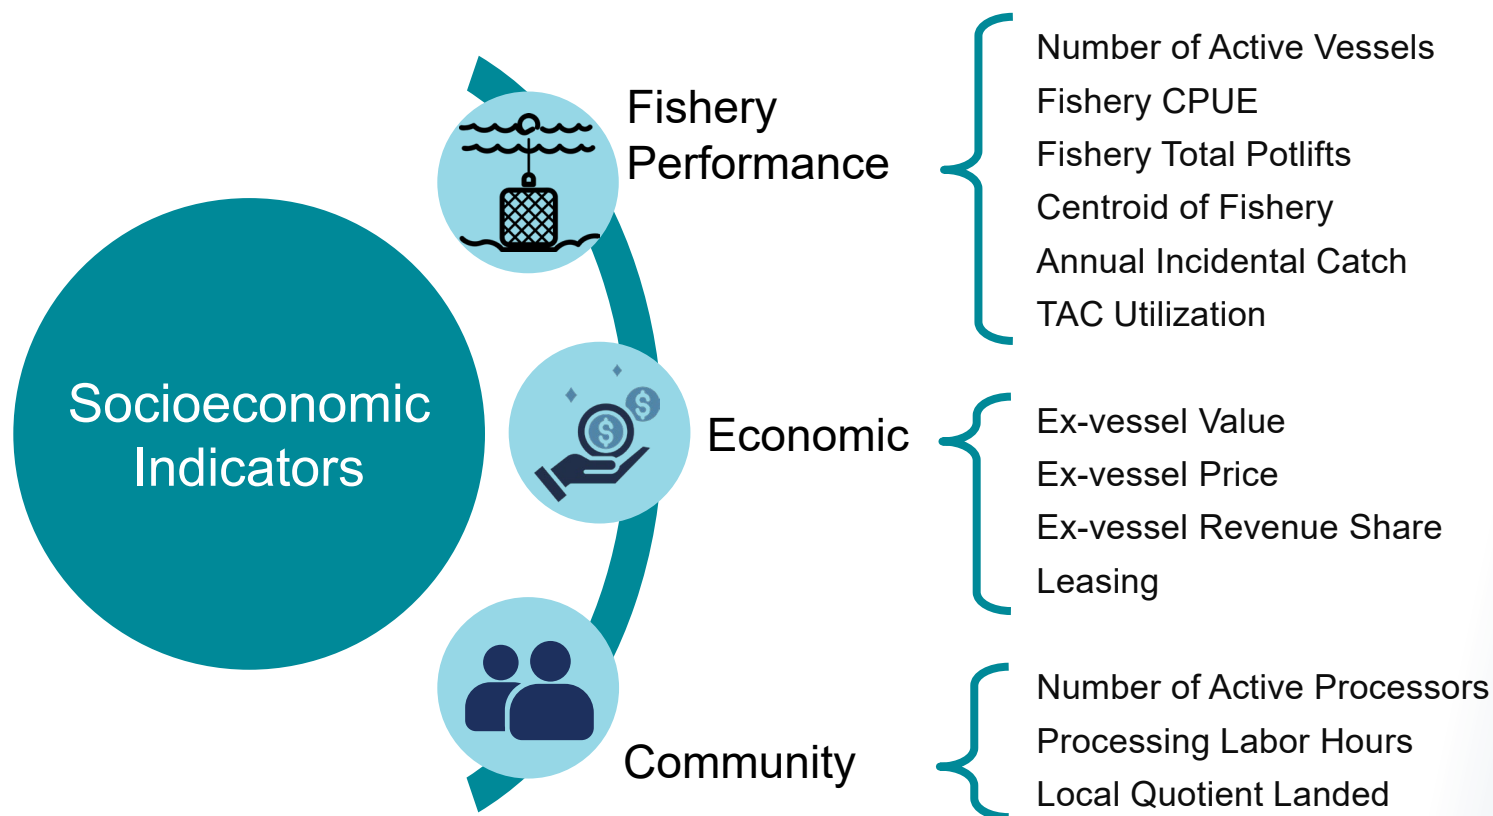 Socioeconomic
Indicators
Fishery
Performance
Number of Active Vessels
Fishery CPUE
Fishery Total Potlifts
Centroid of Fishery
Annual Incidental Catch
TAC Utilization
Economic
Ex-vessel Value
Ex-vessel Price
Ex-vessel Revenue Share
Leasing
Community
Number of Active Processors
Processing Labor Hours
Local Quotient Landed
$
$